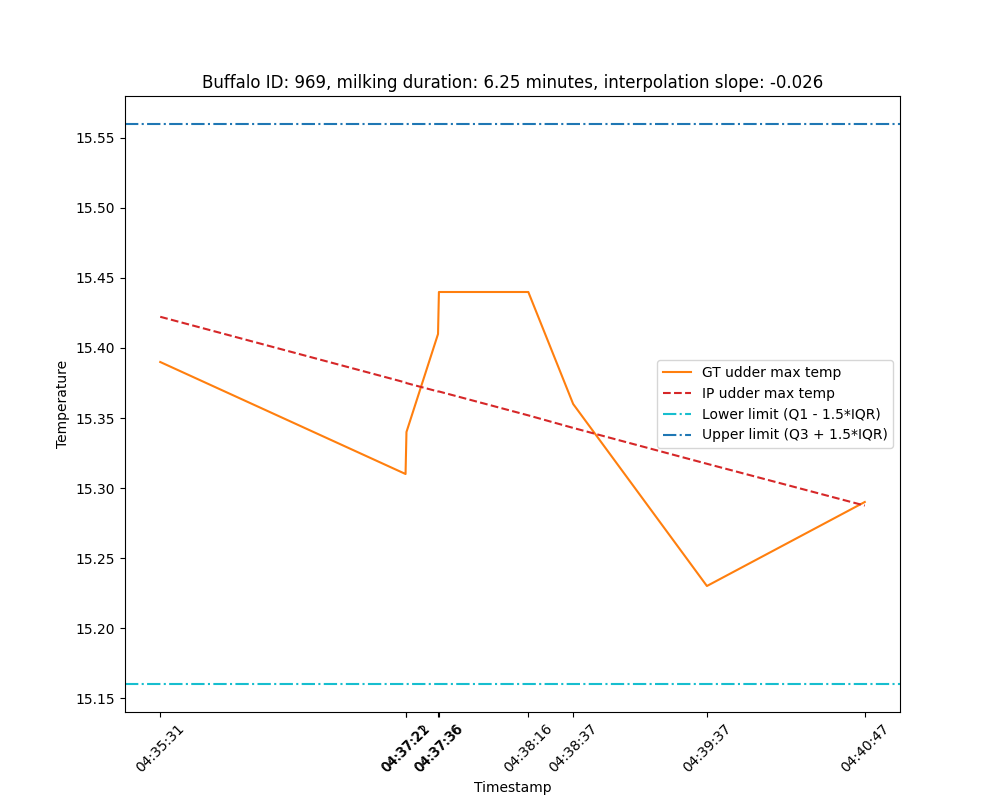 Buffalo ID: 969, milking duration: 6.25 minutes, interpolation slope: -0.026
Temperature
15.55
15.50
15.45
15.40
15.35
15.30
15.25
15.20
15.15
GT udder max temp
IP udder max temp
Lower limit (Q1 - 1.5*IQR)
Upper limit (Q3 + 1.5*IQR)
04:35:31
04:37:36
04:38:16
04:38:37
04:39:37
04:40:47
Timestamp